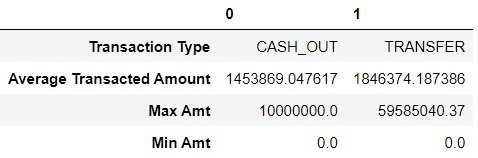 0 1
Transaction Type CASH_OUT TRANSFER
Average Transacted Amount 1453869.047617 1846374.187386
Max Amt 10000000.0 59585040.37
Min Amt 0.0 0.0